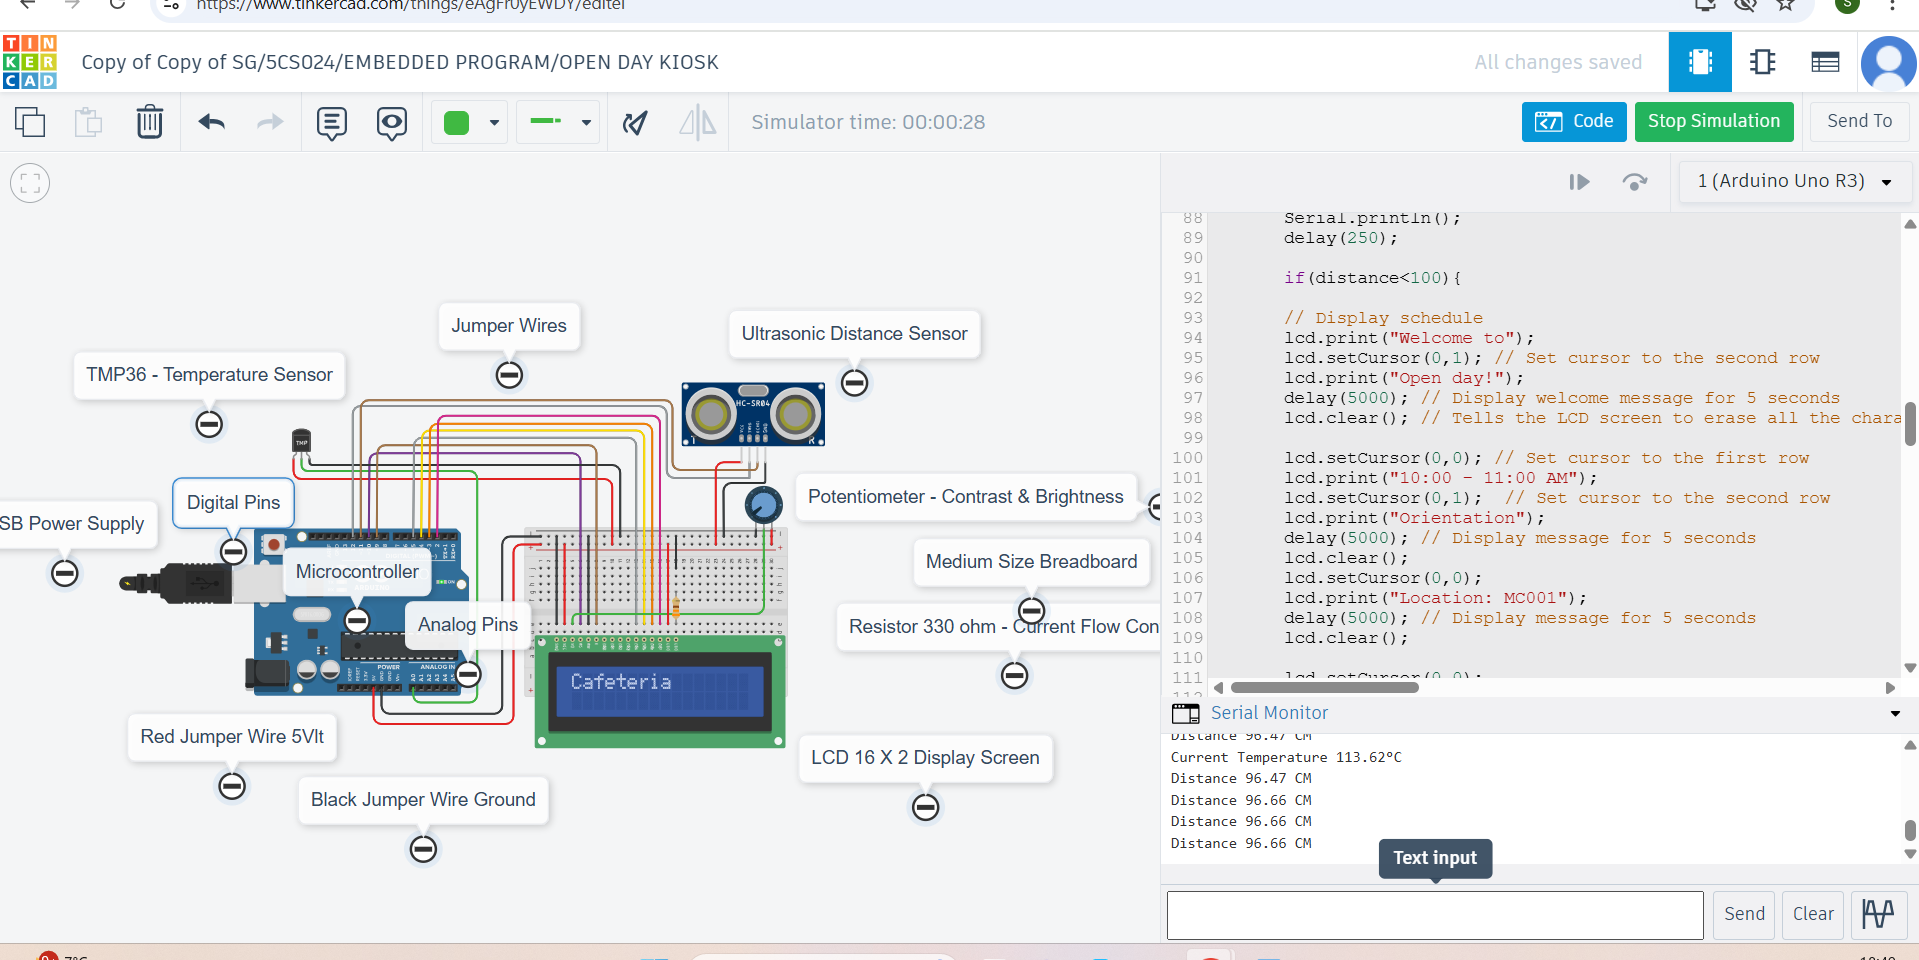 https://www.tinkercad.com/things/eAgFr0yEWDY/editel
S
TIN
KER
CAD
Copy of Copy of SG/5CS024/EMBEDDED PROGRAM/OPEN DAY KIOSK
All changes saved
Simulator time: 00:00:28
Code
Stop Simulation
Send To
1 (Arduino Uno R3)
Jumper Wires
Ultrasonic Distance Sensor
TMP36 - Temperature Sensor
HC-SR04
T
R
TMP
Digital Pins
SB Power Supply
Potentiometer - Contrast & Brightness
Microcontroller
Medium Size Breadboard
Analog Pins
Resistor 330 ohm - Current Flow Con
POWER
ANALOG IN
Cafeteria
Red Jumper Wire 5Vlt
LCD 16 X 2 Display Screen
Black Jumper Wire Ground
88 Serial.println();
89 delay(250);
90
91 if(distance<100){
92
93 // Display schedule
94 lcd.print("Welcome to");
95 lcd.setCursor(0,1); // Set cursor to the second row
96 lcd.print("Open day!");
97 delay(5000); // Display welcome message for 5 seconds
98 lcd.clear(); // Tells the LCD screen to erase all the chara
99
100 lcd.setCursor(0,0); // Set cursor to the first row
101 lcd.print("10:00 - 11:00 AM");
102 lcd.setCursor(0,1);  // Set cursor to the second row
103 lcd.print("Orientation");
104 delay(5000); // Display message for 5 seconds
105 lcd.clear();
106 lcd.setCursor(0,0);
107 lcd.print("Location: MC001");
108 delay(5000); // Display message for 5 seconds
109 lcd.clear();
110
111 lcd.setCursor(0,0);
112
Serial Monitor
Distance 96.47 CM
Current Temperature 113.62°C
Distance 96.47 CM
Distance 96.66 CM
Distance 96.66 CM
Distance 96.66 CM
Text input
Send
Clear
7°C